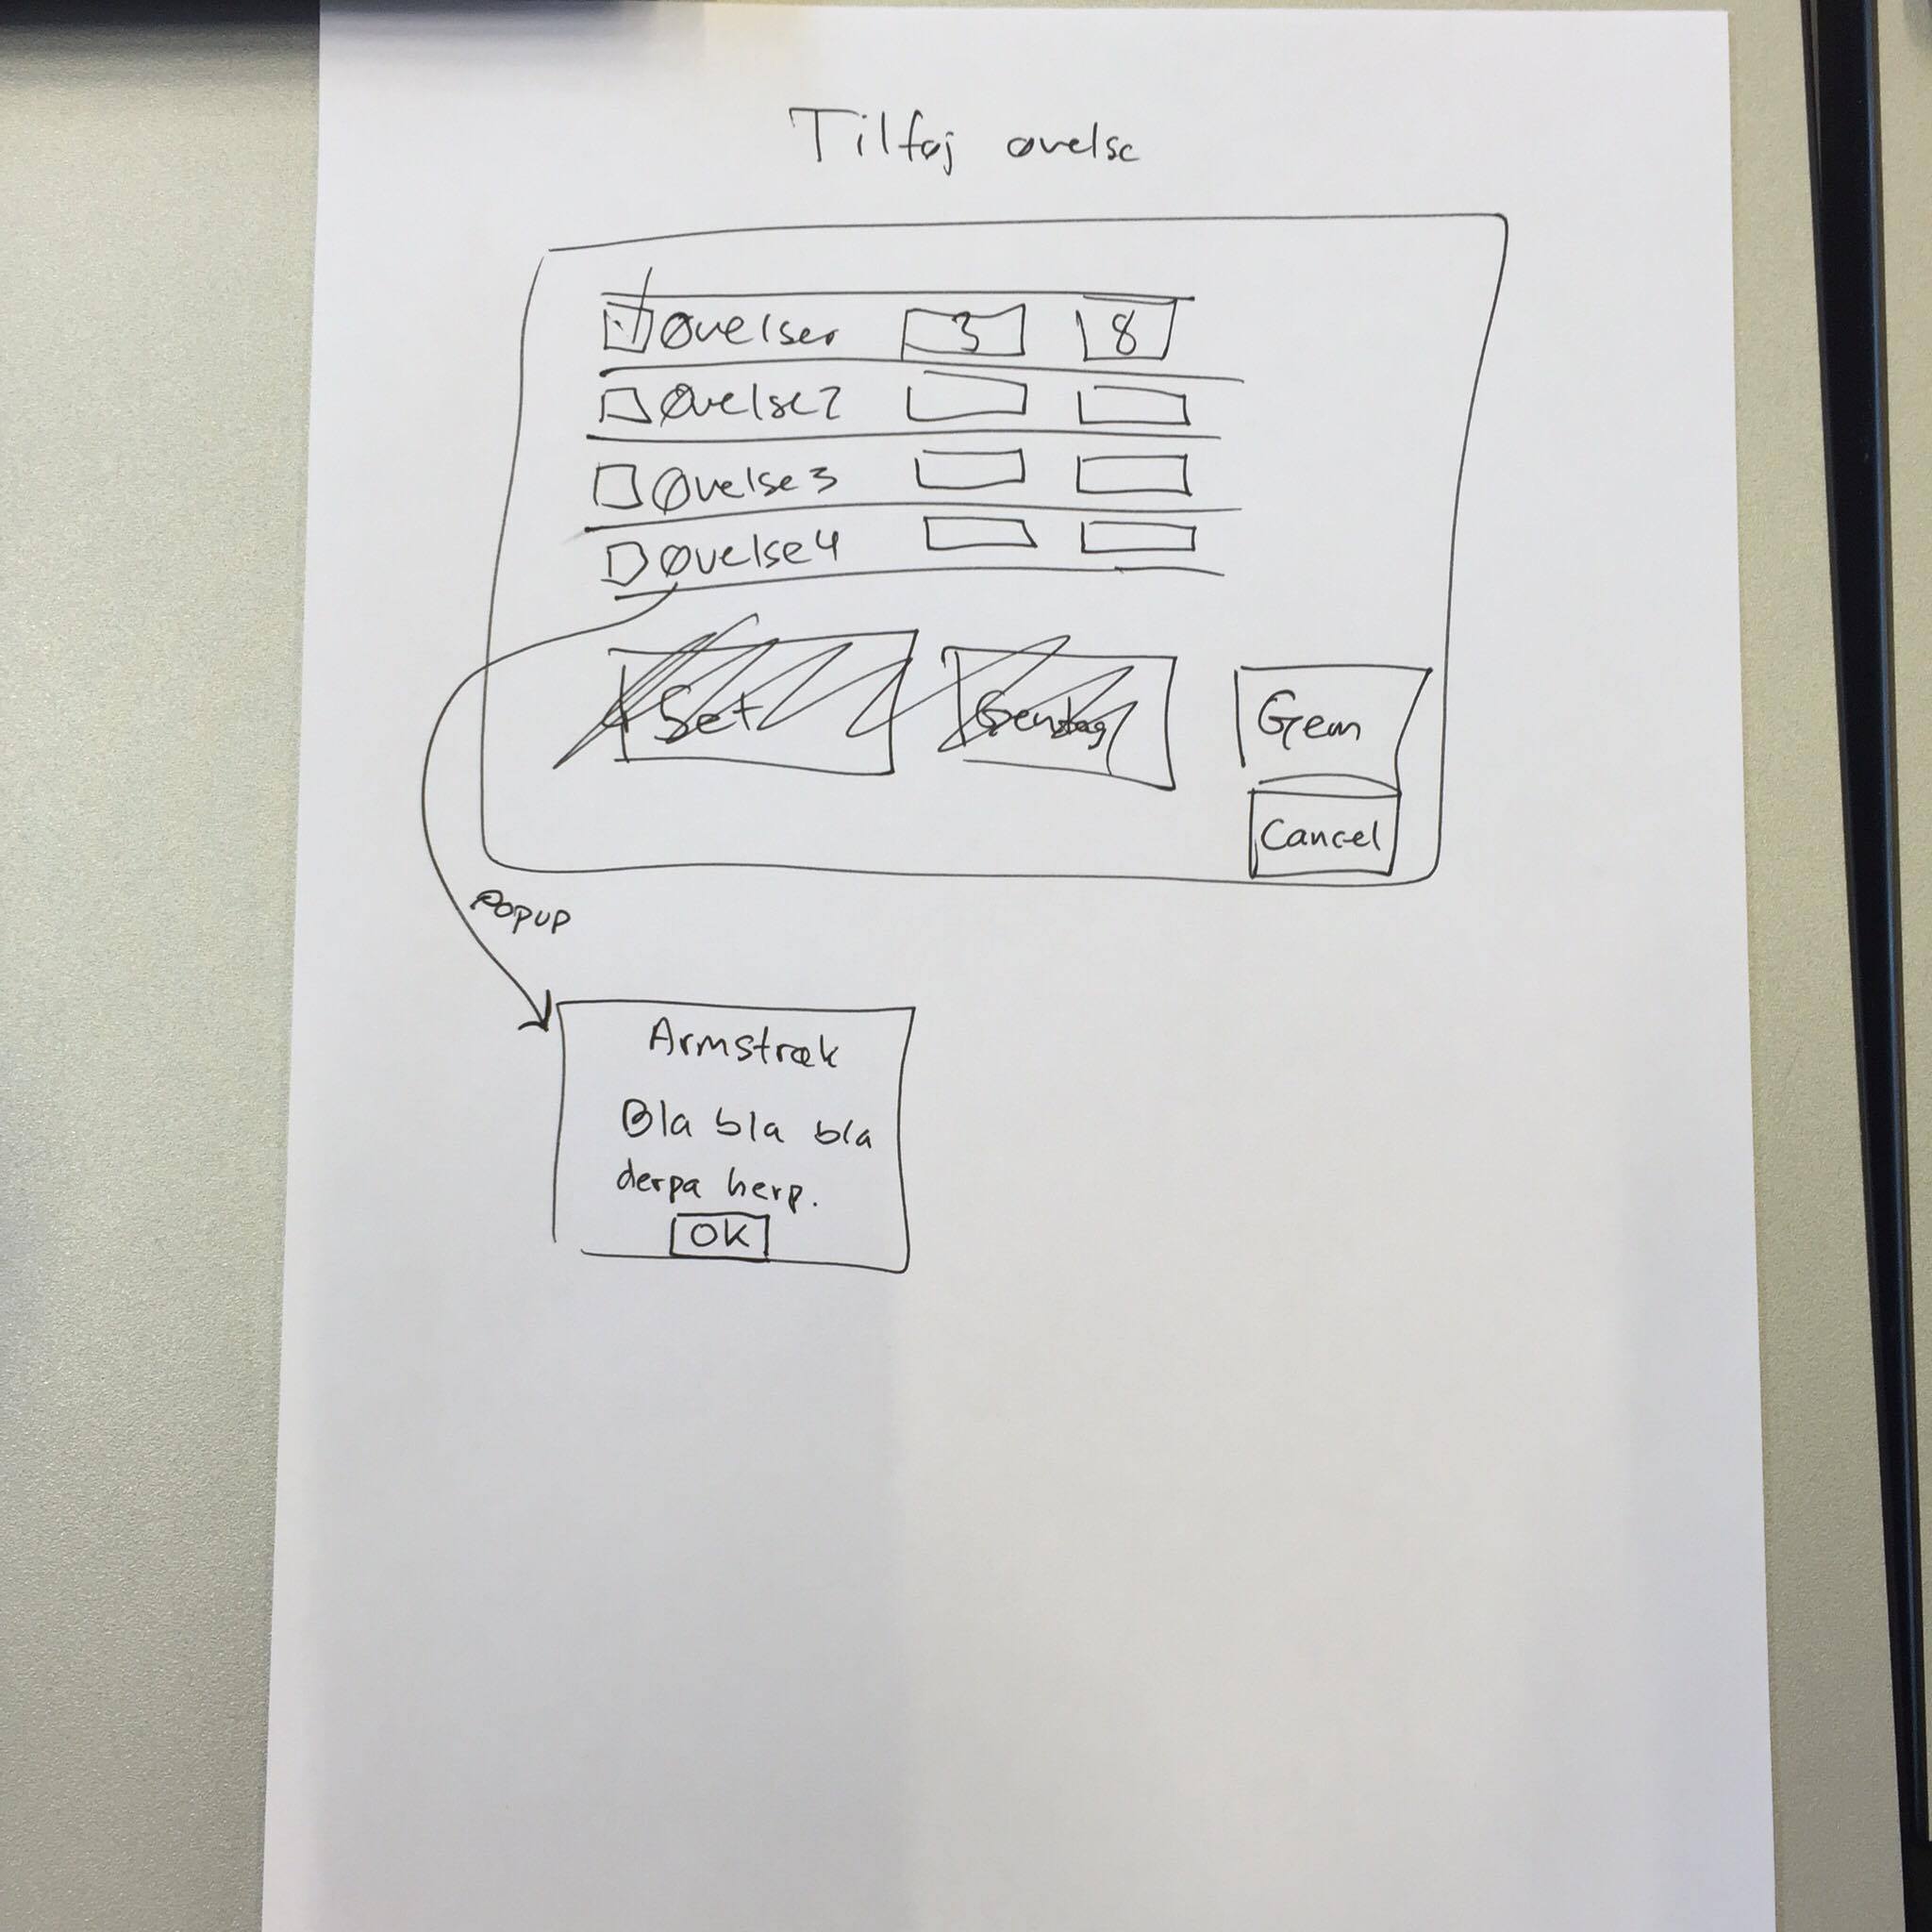 Tilføj øvelse
Øvelser 3 8
Øvelse2
Øvelse3
Øvelse4
Set Gentag Gem
Cancel
Popup
Armstræk
Bla bla bla
derpa herp.
OK